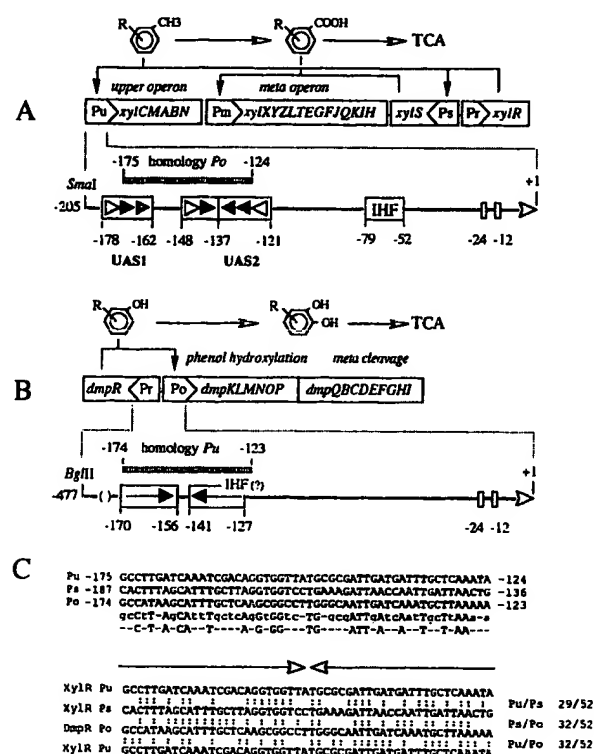 R CH3 R COOH TCA
upper operon meta operon
A Pu xylCMABN Pm xylXYZLTEGFJQKIH xylS Ps Pr xylR
-175 homology Po -124
SmaI +1
-205 IHF
-178 -162 -148 -137 -121 -79 -52 -24 -12
UAS1 UAS2
R OH R OH OH TCA
phenol hydroxylation meta cleavage
B dmpR Pr Po dmpKLMNOP dmpQBCDEFGHI
-174 homology Pu -123
BglII +1
-477 ( ) IHF(?)
-170 -156 -141 -127 -24 -12
C
Pu -175 GCCTTGATCAAATCGACAGGTGGTTATGCGCGATTGATGATTTGCTCAAATA -124
Ps -187 CACTTTAGCATTTGCTTAGGTGGTCCTGAAAGATTAACCAATTGATTAACTG -136
Po -174 GCCATAAGCATTTGCTCAAGCGGCCTTGGGCAATTGATCAAATGCTTAAAAA -123
XylR Pu GCCTTGATCAAATCGACAGGTGGTTATGCGCGATTGATGATTTGCTCAAATA
Pu/Ps 29/52
XylR Ps CACTTTAGCATTTGCTTAGGTGGTCCTGAAAGATTAACCAATTGATTAACTG
Ps/Po 32/52
DmpR Po GCCATAAGCATTTGCTCAAGCGGCCTTGGGCAATTGATCAAATGCTTAAAAA
Pu/Po 32/52
XylR Pu GCCTTGATCAAATCGACAGGTGGTTATGCGCGATTGATGATTTGCTCAAATA